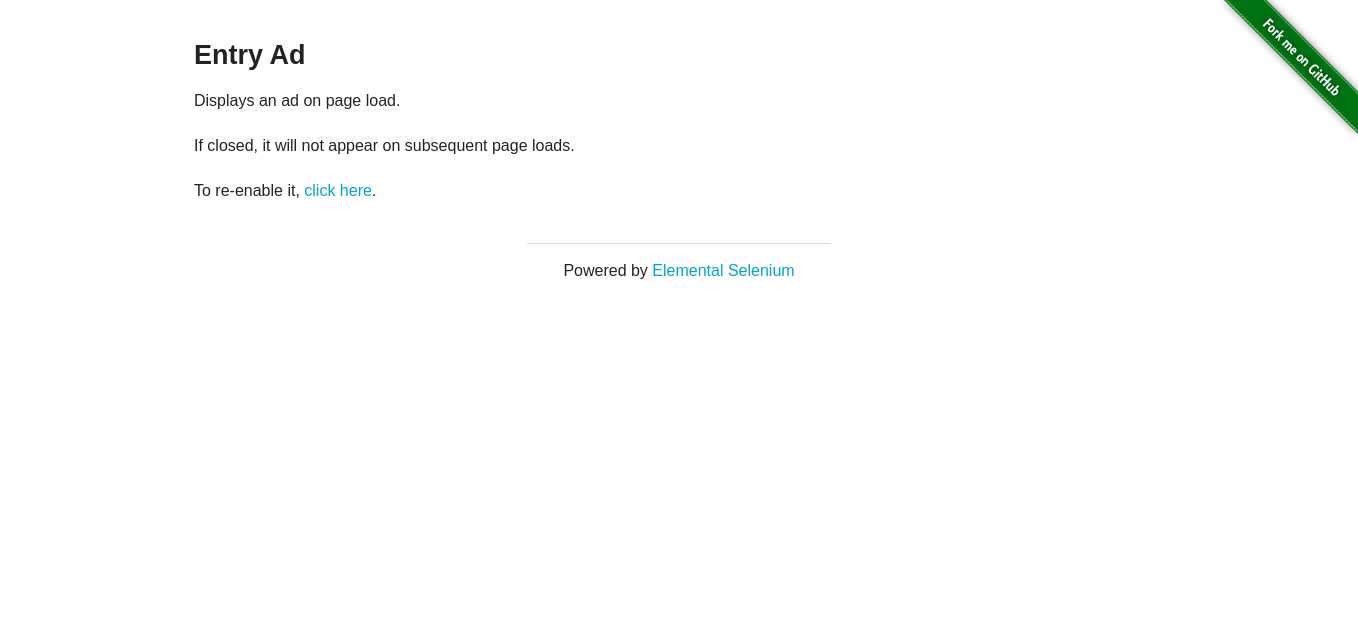 Fork me on GitHub
Entry Ad
Displays an ad on page load.
If closed, it will not appear on subsequent page loads.
To re-enable it, click here.
Powered by Elemental Selenium